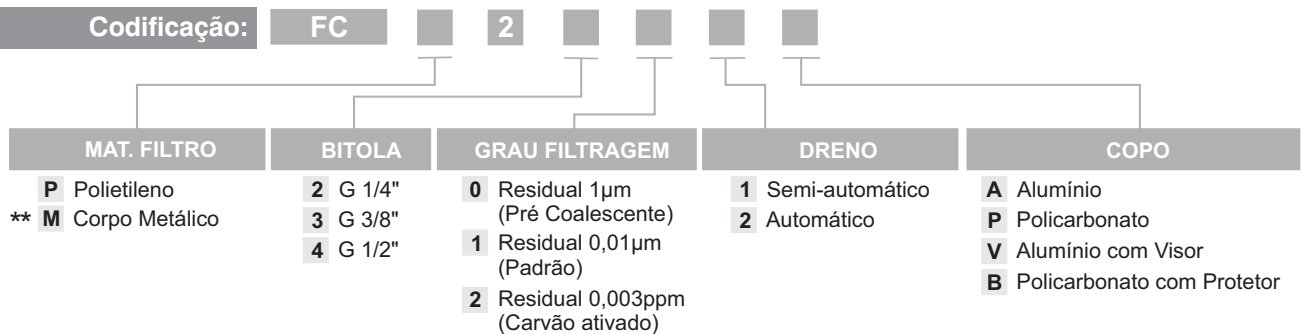 Codificação: FC 2
MAT. FILTRO
P Polietileno
** M Corpo Metálico
BITOLA
2 G 1/4"
3 G 3/8"
4 G 1/2"
GRAU FILTRAGEM
0 Residual 1µm
(Pré Coalescente)
1 Residual 0,01µm
(Padrão)
2 Residual 0,003ppm
(Carvão ativado)
DRENO
1 Semi-automático
2 Automático
COPO
A Alumínio
P Policarbonato
V Alumínio com Visor
B Policarbonato com Protetor